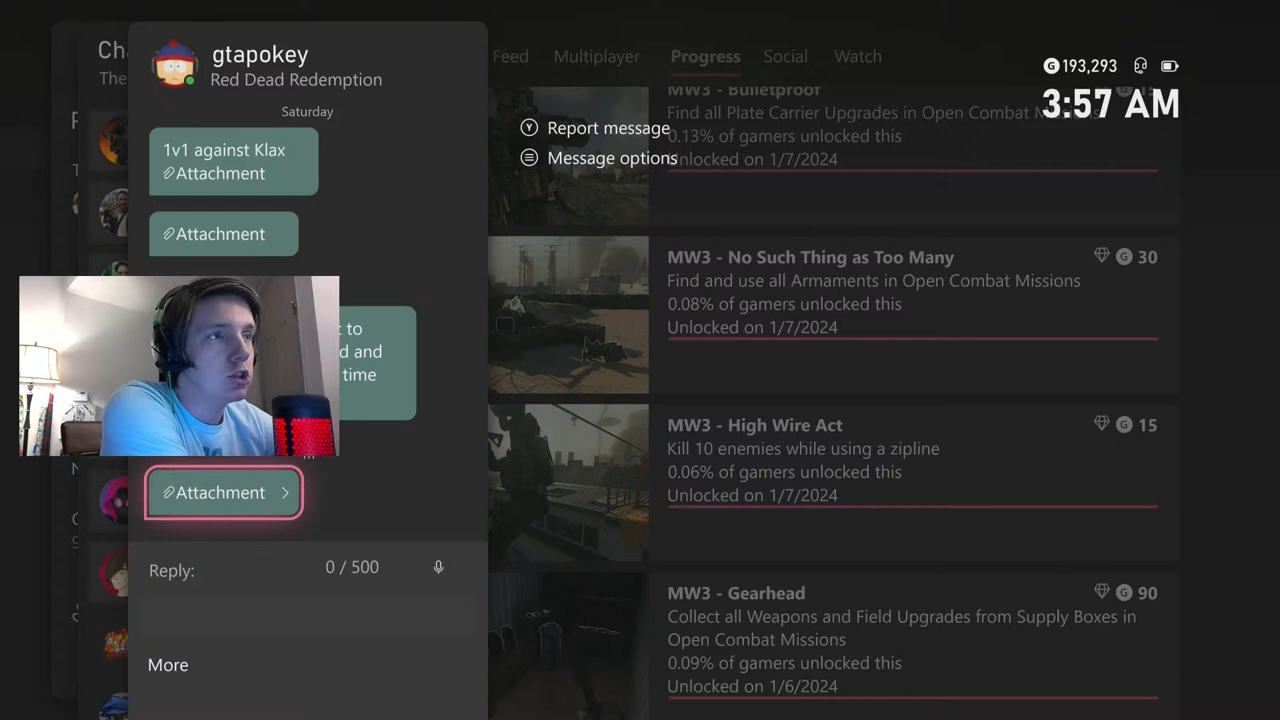 Ch
The
gtapokey
Red Dead Redemption
Saturday
1v1 against Klax
Attachment
Attachment
to
d and
time
Attachment
Reply:
0 / 500
More
Report message
Message options
Feed
Multiplayer
Progress
Social
Watch
193,293
3:57 AM
MW3 - Bulletproof
Find all Plate Carrier Upgrades in Open Combat
0.13% of gamers unlocked this
Unlocked on 1/7/2024
MW3 - No Such Thing as Too Many
30
Find and use all Armaments in Open Combat Missions
0.08% of gamers unlocked this
Unlocked on 1/7/2024
MW3 - High Wire Act
15
Kill 10 enemies while using a zipline
0.06% of gamers unlocked this
Unlocked on 1/7/2024
MW3 - Gearhead
90
Collect all Weapons and Field Upgrades from Supply Boxes in
Open Combat Missions
0.09% of gamers unlocked this
Unlocked on 1/6/2024